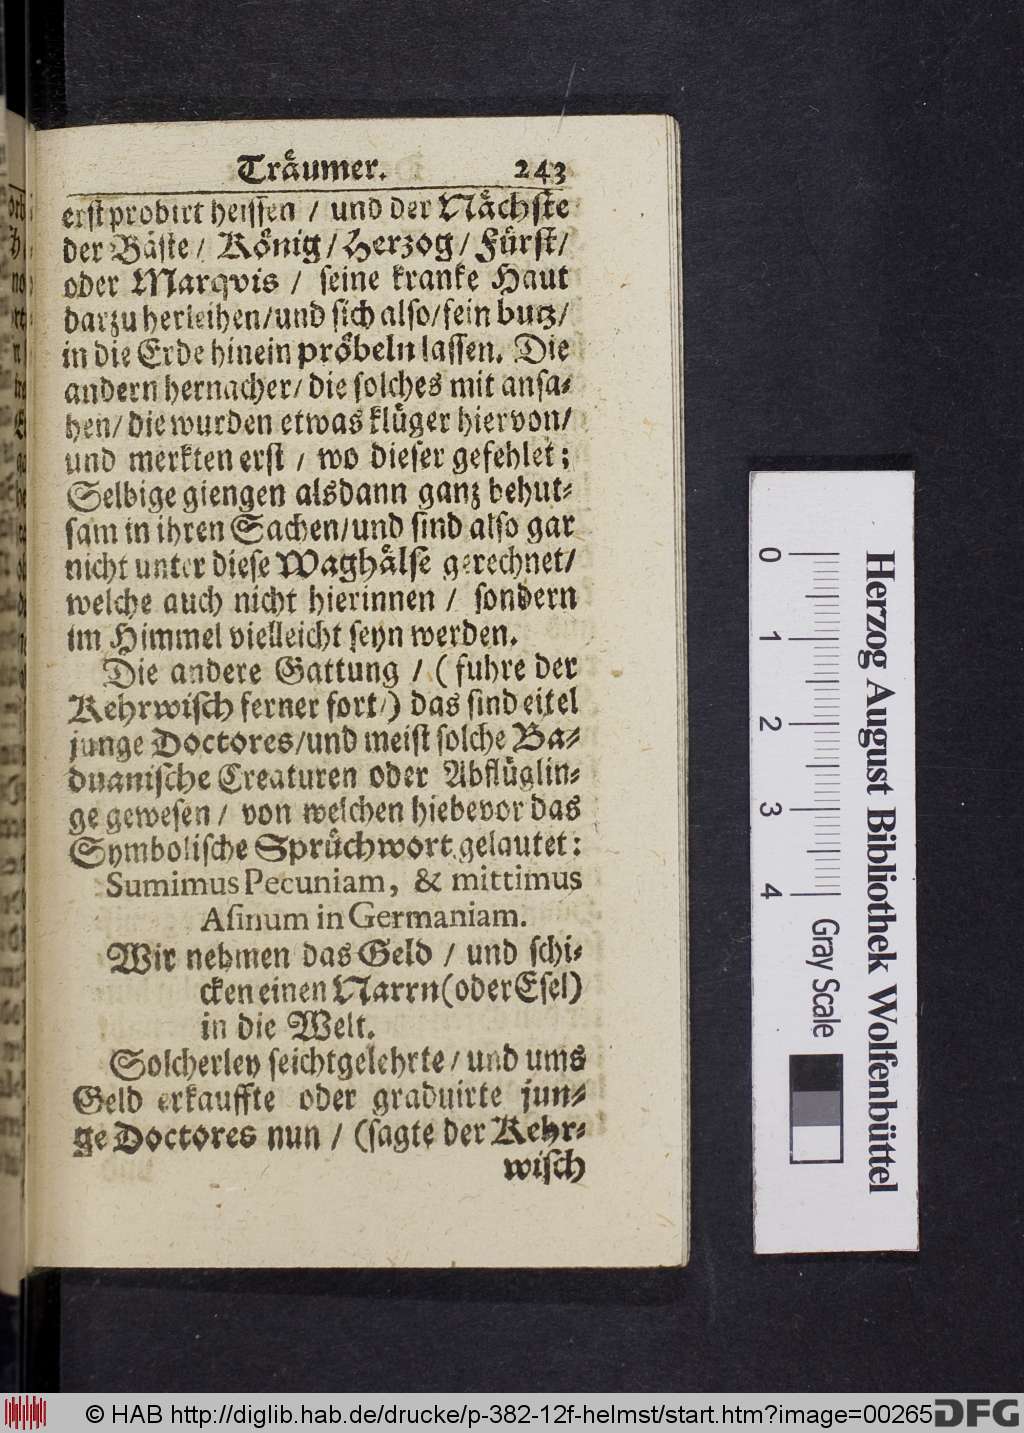 Träumer. 243
erst probirt heissen / und der Nächste
der Bäste / König / Herzog / Fürst /
oder Marqvis / seine kranke Haut
darzu herleihen / und sich also / fein butz /
in die Erde hinein pröbeln lassen. Die
andern hernacher / die solches mit ansa-
hen / die wurden etwas klüger hiervon /
und merkten erst / wo dieser gefehlet;
Selbige giengen alsdann ganz behut-
sam in ihren Sachen / und sind also gar
nicht unter diese Waghälse gerechnet /
welche auch nicht hierinnen / sondern
im Himmel vielleicht seyn werden.
Die andere Gattung / ( fuhre der
Kehrwisch ferner fort /) das sind eitel
junge Doctores / und meist solche Ba-
duanische Creaturen oder Abflüglin-
ge gewesen / von welchen hiebevor das
Symbolische Sprüchwort gelautet:
Sumimus Pecuniam, & mittimus
Asinum in Germaniam.
Wir nehmen das Geld / und schi-
cken einen Narrn (oder Esel)
in die Welt.
Solcherley seichtgelehrte / und ums
Geld erkauffte oder graduirte jun-
ge Doctores nun / (sagte der Kehr-
wisch
0 1 2 3 4
Herzog August Bibliothek Wolfenbüttel
Gray Scale
© HAB http://diglib.hab.de/drucke/p-382-12f-helmst/start.htm?image=00265
DFG